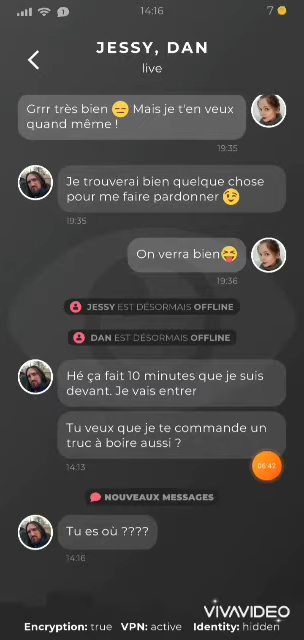 14:16
7
JESSY, DAN
live
Grrr très bien 😑 Mais je t'en veux
quand même !
19:35
Je trouverai bien quelque chose
pour me faire pardonner 😉
19:35
On verra bien😝
19:36
JESSY EST DÉSORMAIS OFFLINE
DAN EST DÉSORMAIS OFFLINE
Hé ça fait 10 minutes que je suis
devant. Je vais entrer
Tu veux que je te commande un
truc à boire aussi ?
14:13
06:42
NOUVEAUX MESSAGES
Tu es où ????
14:16
VIVAVIDEO
Encryption: true VPN: active Identity: hidden